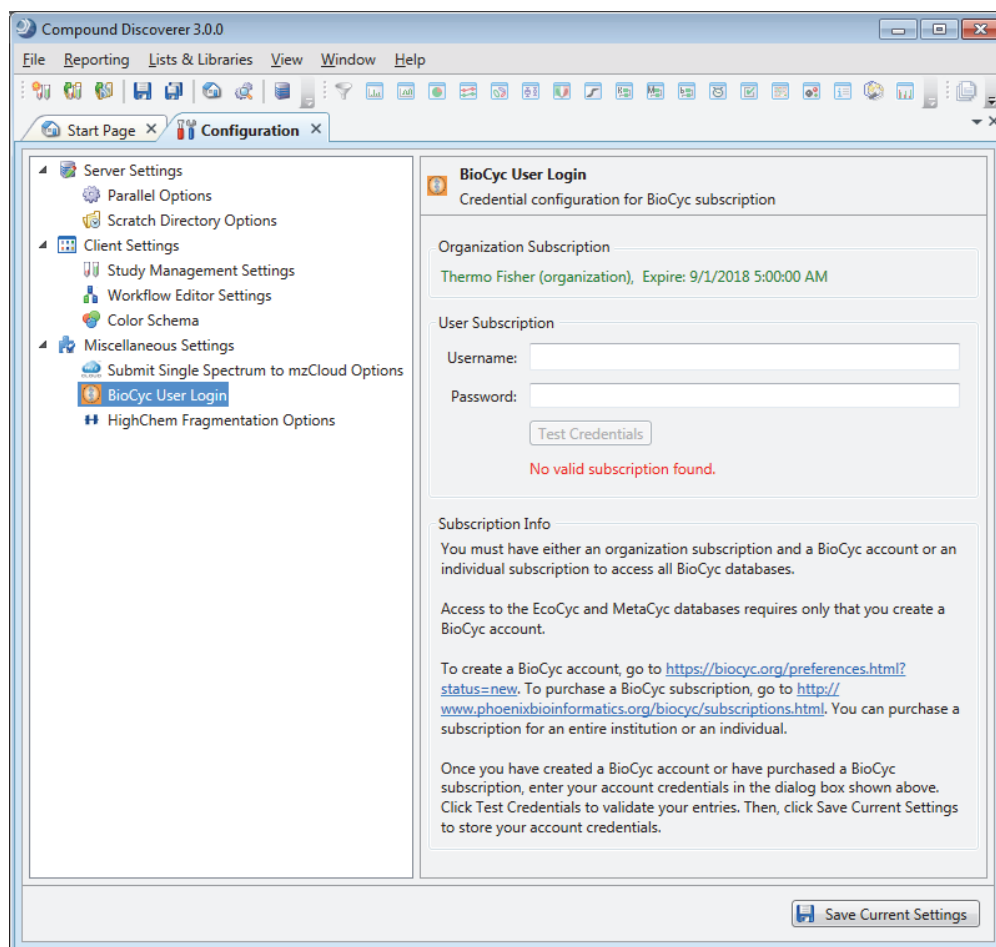 Compound Discoverer 3.0.0
File Reporting Lists & Libraries View Window Help
Start Page Configuration
Server Settings
Parallel Options
Scratch Directory Options
Client Settings
Study Management Settings
Workflow Editor Settings
Color Schema
Miscellaneous Settings
Submit Single Spectrum to mzCloud Options
BioCyc User Login
HighChem Fragmentation Options
BioCyc User Login
Credential configuration for BioCyc subscription
Organization Subscription
Thermo Fisher (organization), Expire: 9/1/2018 5:00:00 AM
User Subscription
Username:
Password:
Test Credentials
No valid subscription found.
Subscription Info
You must have either an organization subscription and a BioCyc account or an
individual subscription to access all BioCyc databases.
Access to the EcoCyc and MetaCyc databases requires only that you create a
BioCyc account.
To create a BioCyc account, go to https://biocyc.org/preferences.html?
status=new. To purchase a BioCyc subscription, go to http://
www.phoenixbioinformatics.org/biocyc/subscriptions.html. You can purchase a
subscription for an entire institution or an individual.
Once you have created a BioCyc account or have purchased a BioCyc
subscription, enter your account credentials in the dialog box shown above.
Click Test Credentials to validate your entries. Then, click Save Current Settings
to store your account credentials.
Save Current Settings